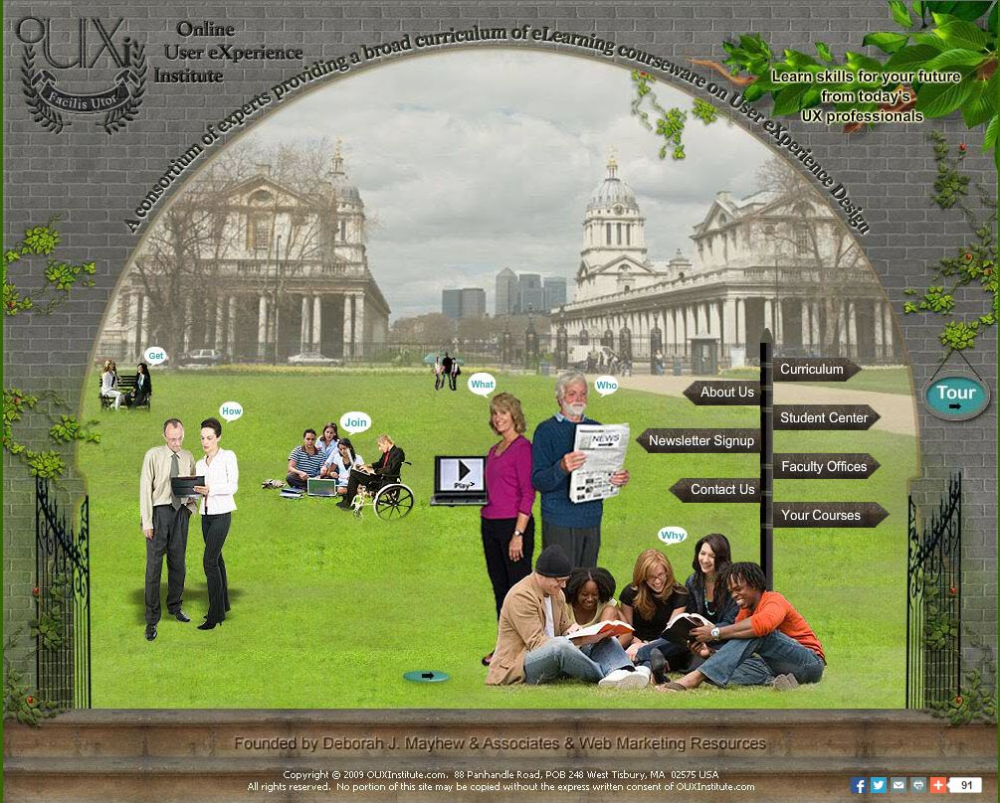 OUXi
Facilis Utor
Online
User eXperience
Institute
A consortium of experts providing a broad curriculum of eLearning courseware on User eXperience Design
Learn skills for your future
from today's
UX professionals
Get
How
Join
What
Who
Why
Play>
NEWS
Curriculum
About Us
Student Center
Newsletter Signup
Faculty Offices
Contact Us
Your Courses
Tour
Founded by Deborah J. Mayhew & Associates & Web Marketing Resources
Copyright © 2009 OUXInstitute.com. 88 Panhandle Road, POB 248 West Tisbury, MA 02575 USA
All rights reserved. No portion of this site may be copied without the express written consent of OUXInstitute.com
91